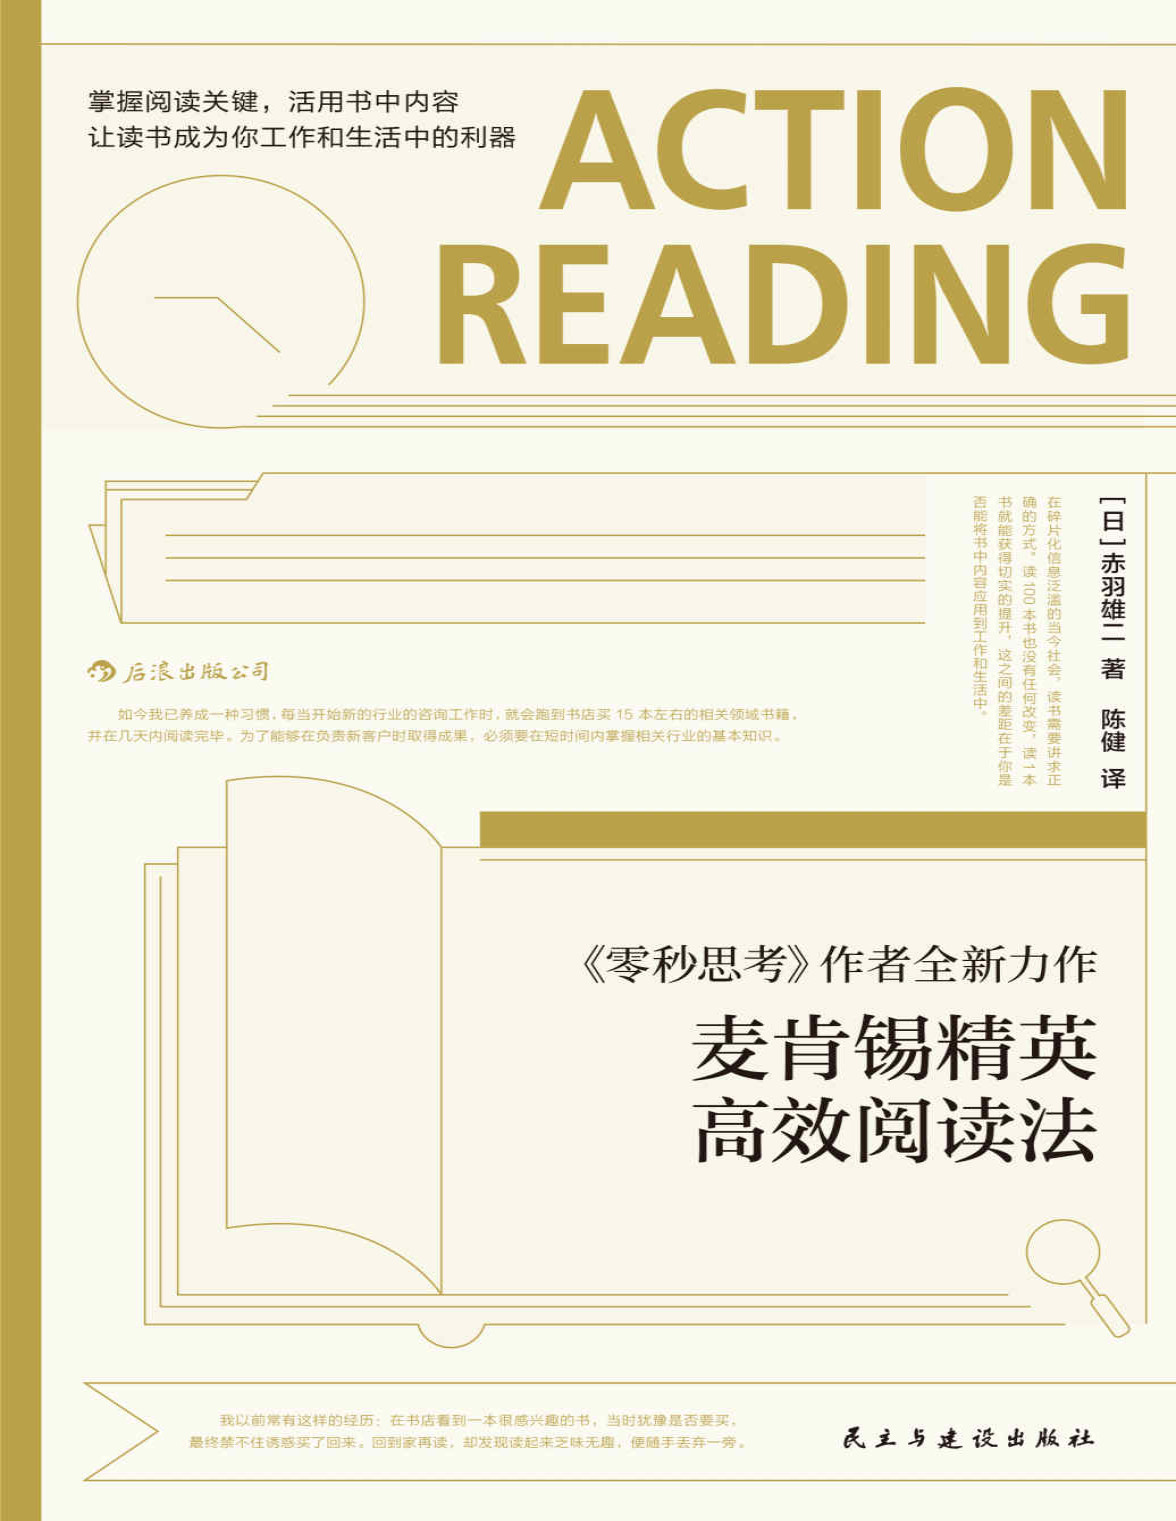 掌握阅读关键，活用书中内容
让读书成为你工作和生活中的利器
ACTION
READING
[日]赤羽雄二 著 陈健 译
在碎片化信息泛滥的当今社会，读书需要讲求正
确的方式。读 100 本书也没有任何改变，读 1 本
书就能获得切实的提升，这之间的差距在于你是
否能将书中内容应用到工作和生活中。
后浪出版公司
如今我已养成一种习惯，每当开始新的行业的咨询工作时，就会跑到书店买 15 本左右的相关领域书籍，
并在几天内阅读完毕。为了能够在负责新客户时取得成果，必须要在短时间内掌握相关行业的基本知识。
《零秒思考》作者全新力作
麦肯锡精英
高效阅读法
我以前常有这样的经历：在书店看到一本很感兴趣的书，当时犹豫是否要买，
最终禁不住诱惑买了回来。回到家再读，却发现读起来乏味无趣，便随手丢弃一旁。
民主与建设出版社